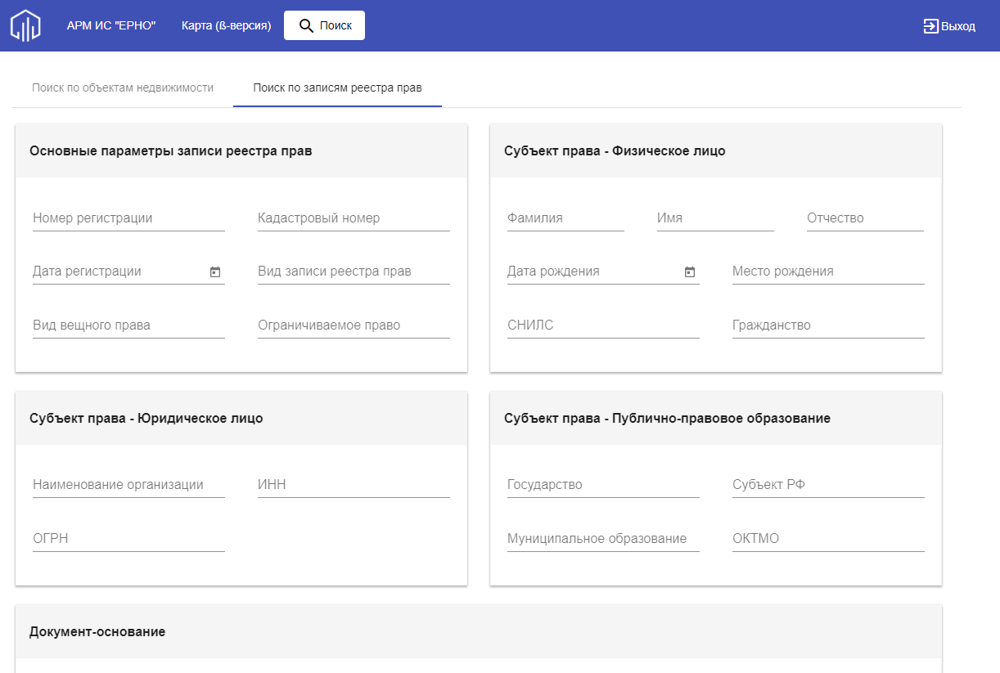 АРМ ИС "ЕРНО" Карта (ß-версия) Поиск Выход
Поиск по объектам недвижимости Поиск по записям реестра прав
Основные параметры записи реестра прав
Номер регистрации Кадастровый номер
Дата регистрации Вид записи реестра прав
Вид вещного права Ограничиваемое право
Субъект права - Физическое лицо
Фамилия Имя Отчество
Дата рождения Место рождения
СНИЛС Гражданство
Субъект права - Юридическое лицо
Наименование организации ИНН
ОГРН
Субъект права - Публично-правовое образование
Государство Субъект РФ
Муниципальное образование ОКТМО
Документ-основание